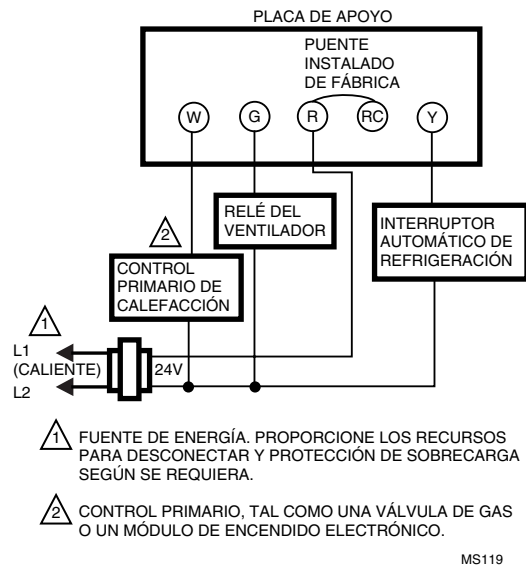 PLACA DE APOYO
PUENTE
INSTALADO
DE FÁBRICA
W
G
R
RC
Y
RELÉ DEL
VENTILADOR
INTERRUPTOR
AUTOMÁTICO DE
REFRIGERACIÓN
2
CONTROL
PRIMARIO DE
CALEFACCIÓN
1
L1
(CALIENTE)
L2
24V
1 FUENTE DE ENERGÍA. PROPORCIONE LOS RECURSOS
PARA DESCONECTAR Y PROTECCIÓN DE SOBRECARGA
SEGÚN SE REQUIERA.
2 CONTROL PRIMARIO, TAL COMO UNA VÁLVULA DE GAS
O UN MÓDULO DE ENCENDIDO ELECTRÓNICO.
MS119